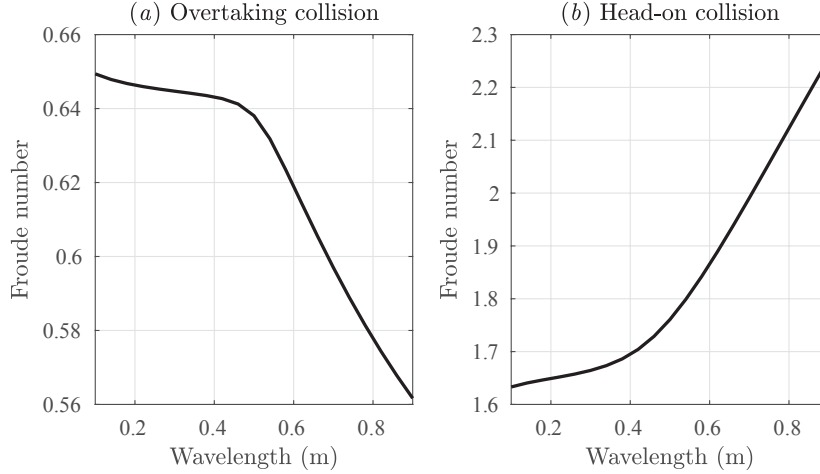 (a) Overtaking collision
0.66
0.64
0.62
0.6
0.58
0.56
Froude number
0.2 0.4 0.6 0.8
Wavelength (m)
(b) Head-on collision
2.3
2.2
2.1
2
1.9
1.8
1.7
1.6
Froude number
0.2 0.4 0.6 0.8
Wavelength (m)